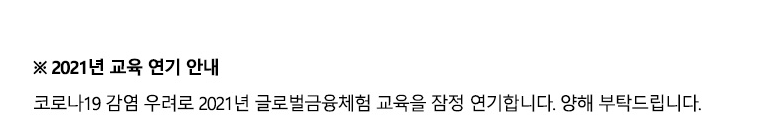 ※ 2021년 교육 연기 안내
코로나19 감염 우려로 2021년 글로벌금융체험 교육을 잠정 연기합니다. 양해 부탁드립니다.